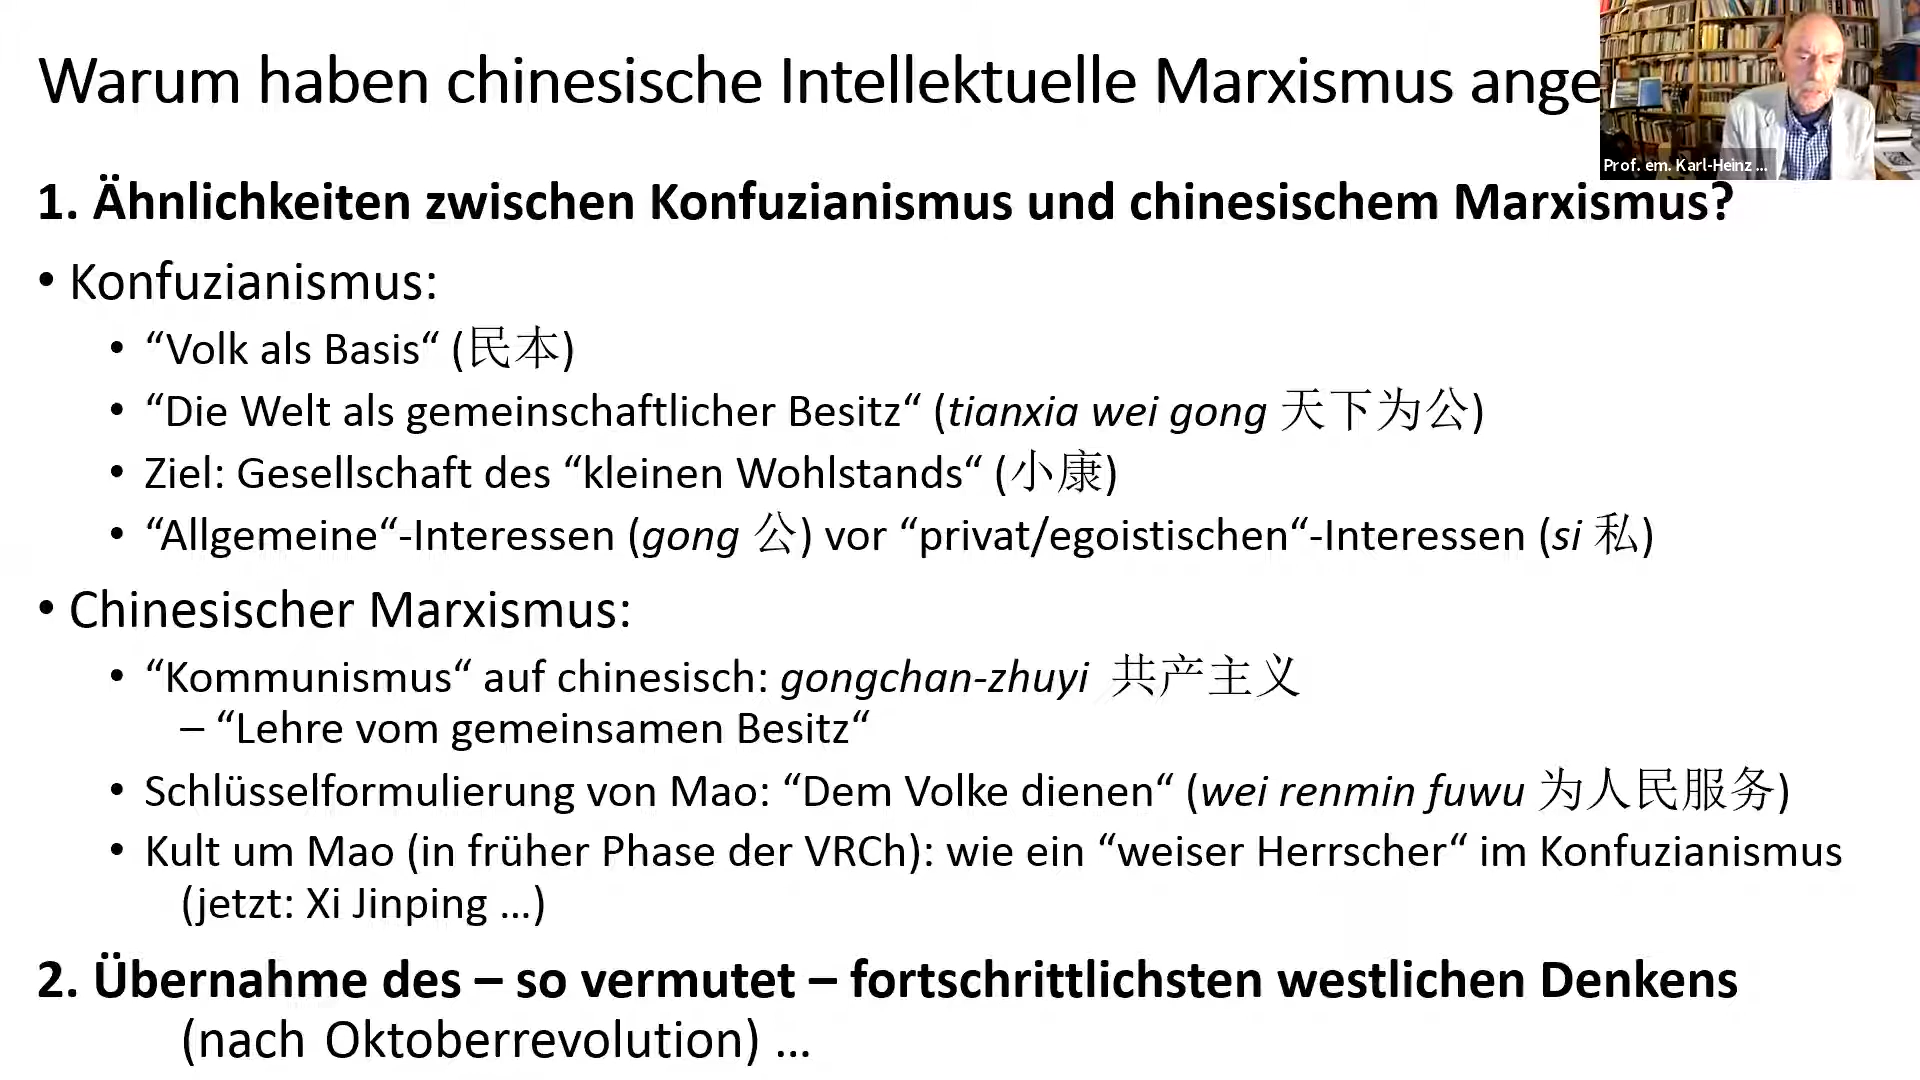 Warum haben chinesische Intellektuelle Marxismus ange
Prof. em. Karl-Heinz ...
1. Ähnlichkeiten zwischen Konfuzianismus und chinesischem Marxismus?
• Konfuzianismus:
• “Volk als Basis“ (民本)
• “Die Welt als gemeinschaftlicher Besitz“ (tianxia wei gong 天下为公)
• Ziel: Gesellschaft des “kleinen Wohlstands“ (小康)
• “Allgemeine“-Interessen (gong 公) vor “privat/egoistischen“-Interessen (si 私)
• Chinesischer Marxismus:
• “Kommunismus“ auf chinesisch: gongchan-zhuyi 共产主义
– “Lehre vom gemeinsamen Besitz“
• Schlüsselformulierung von Mao: “Dem Volke dienen“ (wei renmin fuwu 为人民服务)
• Kult um Mao (in früher Phase der VRCh): wie ein “weiser Herrscher“ im Konfuzianismus
(jetzt: Xi Jinping ...)
2. Übernahme des – so vermutet – fortschrittlichsten westlichen Denkens
(nach Oktoberrevolution) ...